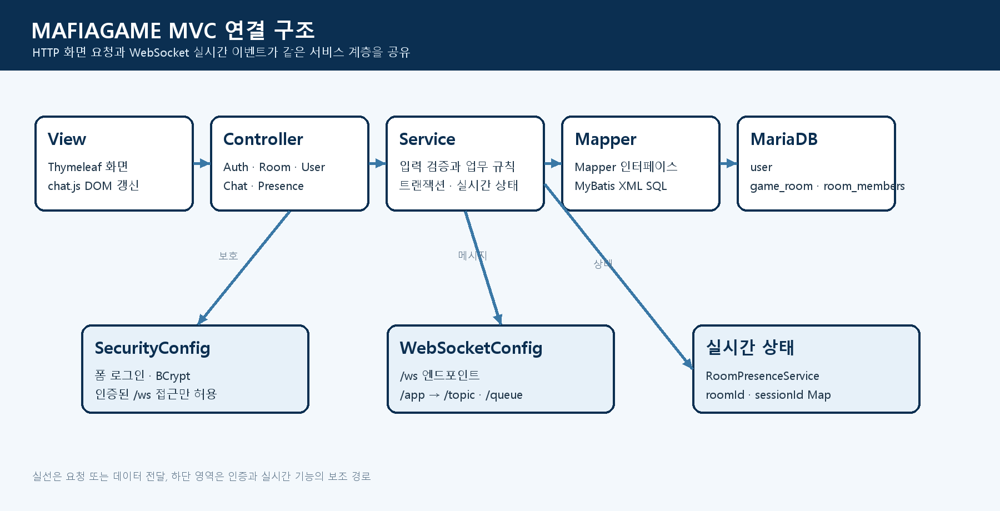 MAFIAGAME MVC 연결 구조
HTTP 화면 요청과 WebSocket 실시간 이벤트가 같은 서비스 계층을 공유
View
Thymeleaf 화면
chat.js DOM 갱신
Controller
Auth · Room · User
Chat · Presence
Service
입력 검증과 업무 규칙
트랜잭션 · 실시간 상태
Mapper
Mapper 인터페이스
MyBatis XML SQL
MariaDB
user
game_room · room_members
보호
메시지
상태
SecurityConfig
폼 로그인 · BCrypt
인증된 /ws 접근만 허용
WebSocketConfig
/ws 엔드포인트
/app → /topic · /queue
실시간 상태
RoomPresenceService
roomId · sessionId Map
실선은 요청 또는 데이터 전달, 하단 영역은 인증과 실시간 기능의 보조 경로